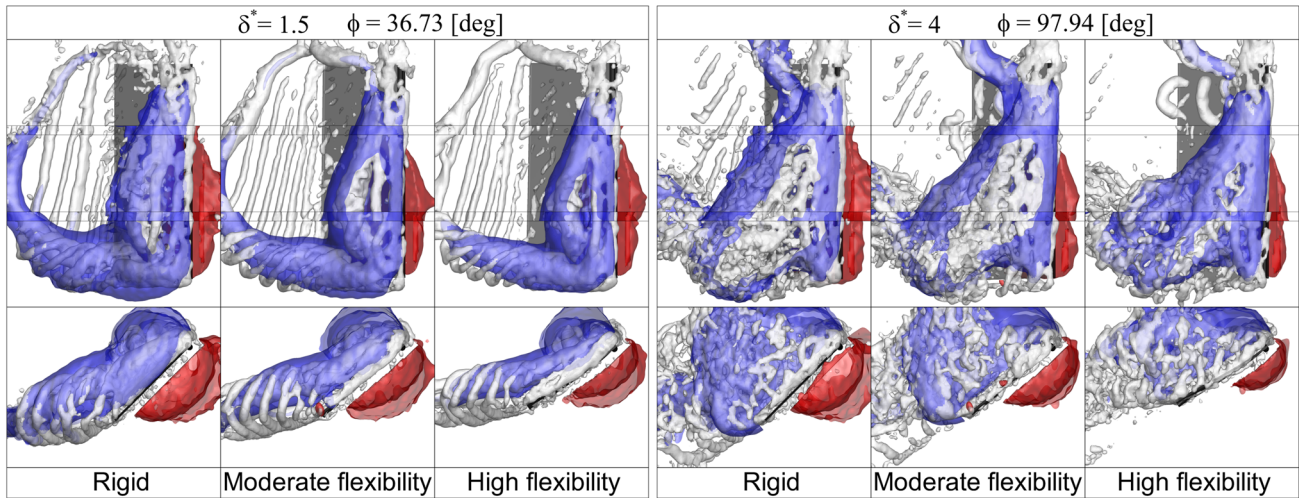 δ* = 1.5 ϕ = 36.73 [deg]
δ* = 4 ϕ = 97.94 [deg]
Rigid
Moderate flexibility
High flexibility
Rigid
Moderate flexibility
High flexibility